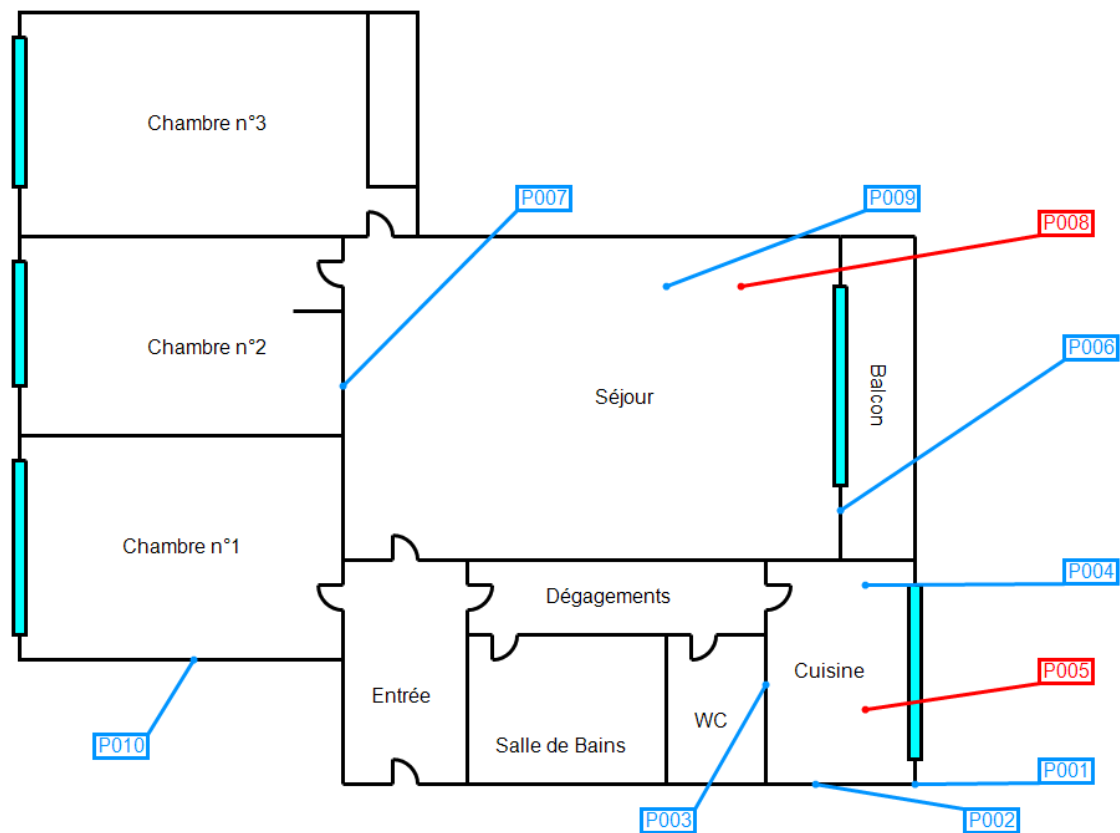 Chambre n°3
P007
P009
P008
Chambre n°2
P006
Séjour
Balcon
Chambre n°1
P004
Dégagements
Cuisine
P005
Entrée
WC
P010
Salle de Bains
P001
P003
P002